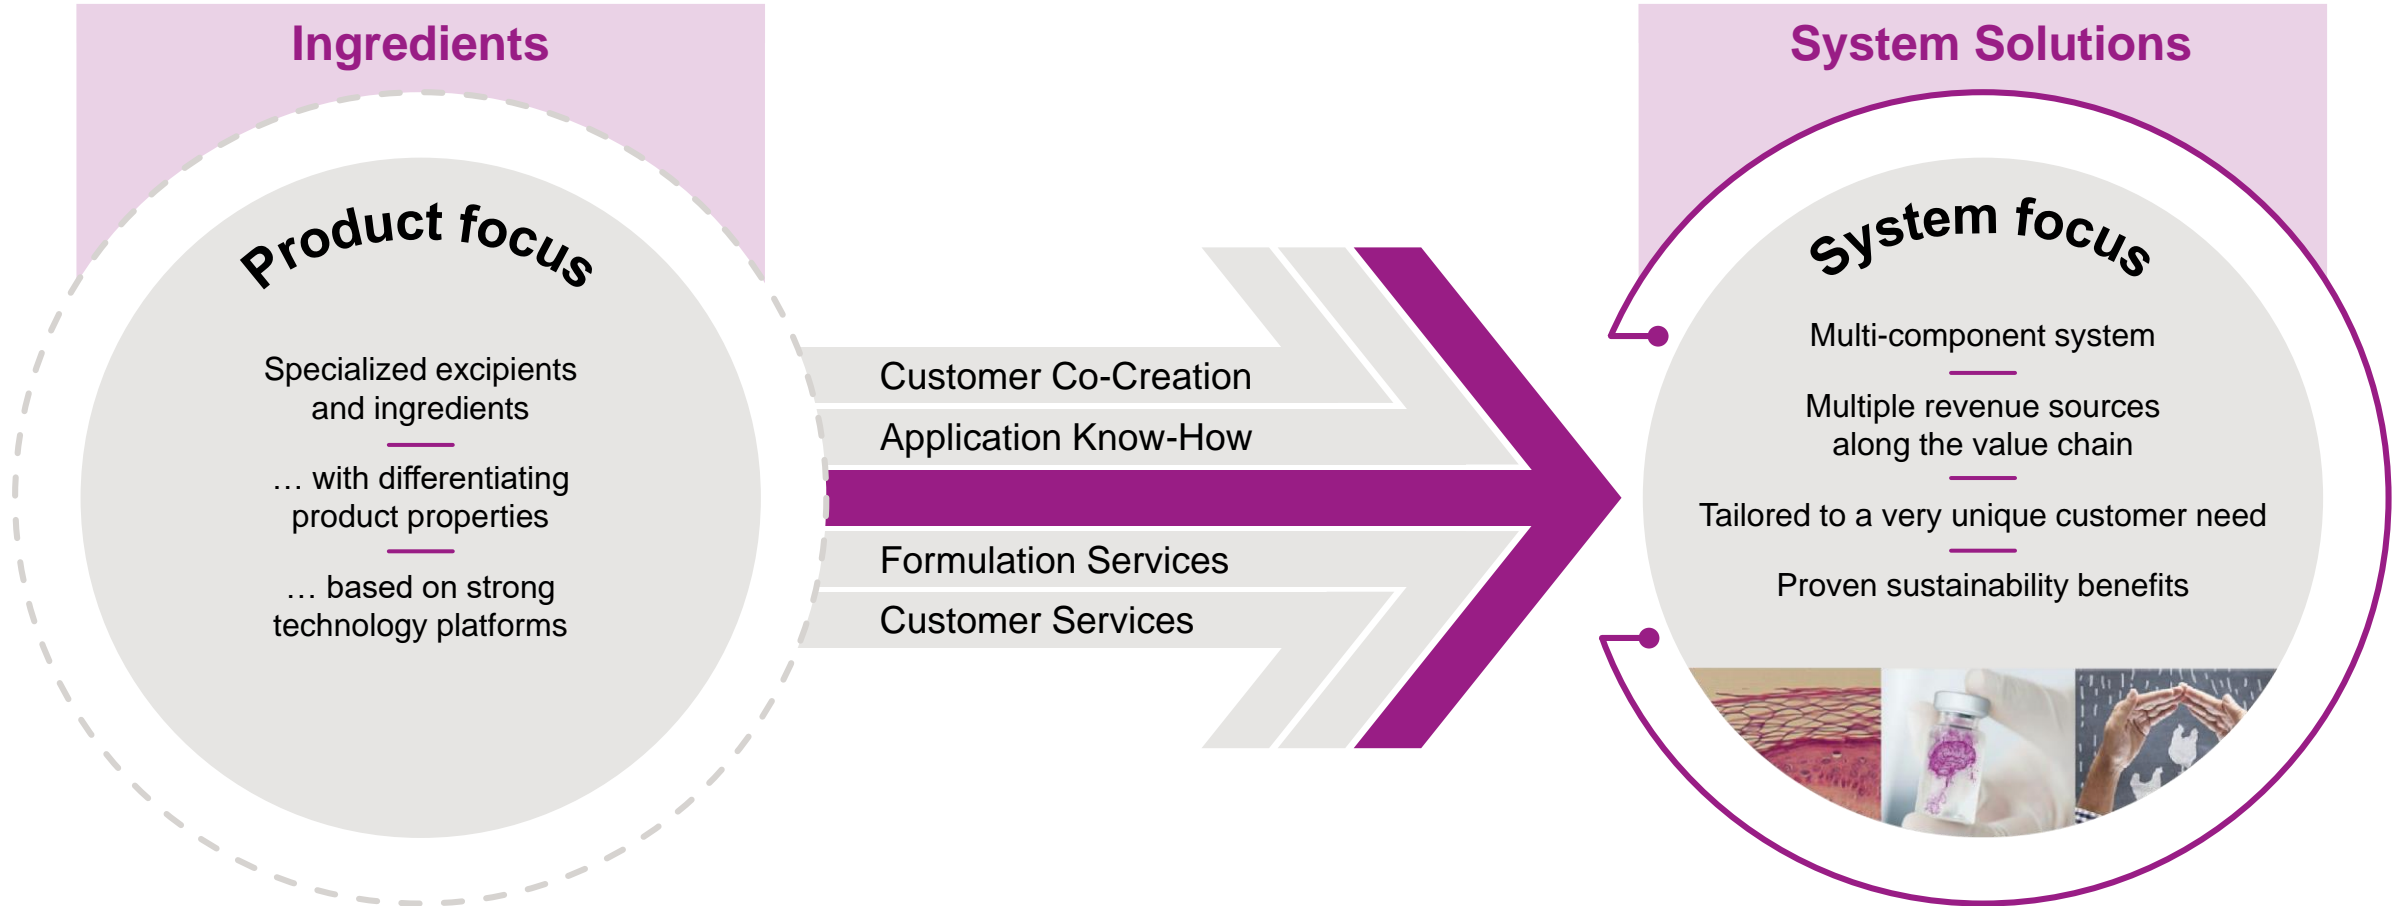 Ingredients
Product focus
Specialized excipients
and ingredients
… with differentiating
product properties
… based on strong
technology platforms
Customer Co-Creation
Application Know-How
Formulation Services
Customer Services
System Solutions
System focus
Multi-component system
Multiple revenue sources
along the value chain
Tailored to a very unique customer need
Proven sustainability benefits